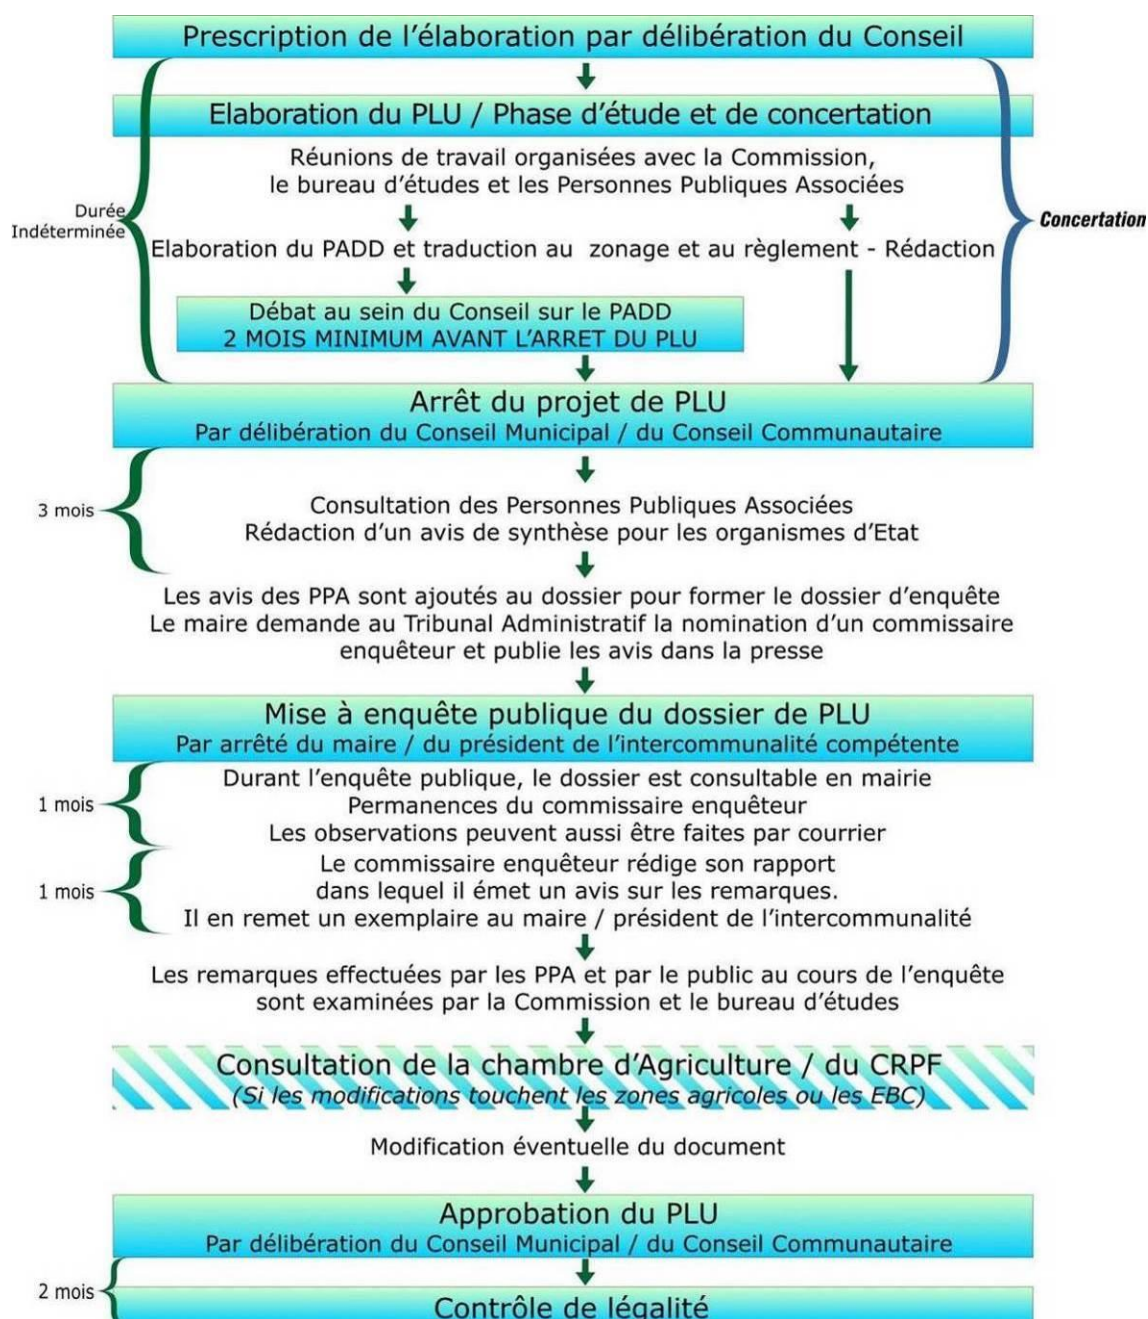 Prescription de l'élaboration par délibération du Conseil
Elaboration du PLU / Phase d'étude et de concertation
Réunions de travail organisées avec la Commission,
le bureau d'études et les Personnes Publiques Associées
Durée
Indéterminée
Concertation
Elaboration du PADD et traduction au zonage et au règlement - Rédaction
Débat au sein du Conseil sur le PADD
2 MOIS MINIMUM AVANT L'ARRET DU PLU
Arrêt du projet de PLU
Par délibération du Conseil Municipal / du Conseil Communautaire
3 mois
Consultation des Personnes Publiques Associées
Rédaction d'un avis de synthèse pour les organismes d'Etat
Les avis des PPA sont ajoutés au dossier pour former le dossier d'enquête
Le maire demande au Tribunal Administratif la nomination d'un commissaire
enquêteur et publie les avis dans la presse
Mise à enquête publique du dossier de PLU
Par arrêté du maire / du président de l'intercommunalité compétente
1 mois
Durant l'enquête publique, le dossier est consultable en mairie
Permanences du commissaire enquêteur
Les observations peuvent aussi être faites par courrier
1 mois
Le commissaire enquêteur rédige son rapport
dans lequel il émet un avis sur les remarques.
Il en remet un exemplaire au maire / président de l'intercommunalité
Les remarques effectuées par les PPA et par le public au cours de l'enquête
sont examinées par la Commission et le bureau d'études
Consultation de la chambre d'Agriculture / du CRPF
(Si les modifications touchent les zones agricoles ou les EBC)
Modification éventuelle du document
Approbation du PLU
Par délibération du Conseil Municipal / du Conseil Communautaire
2 mois
Contrôle de légalité